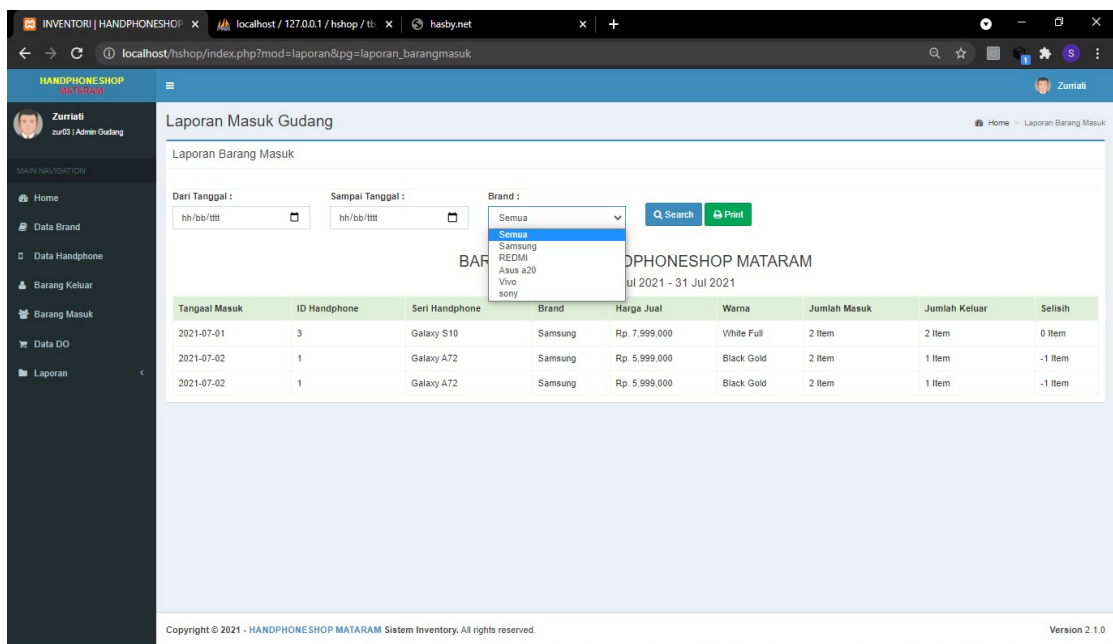 INVENTORI | HANDPHONESHOP
localhost / 127.0.0.1 / hshop / tb
hasby.net
localhost/hshop/index.php?mod=laporan&pg=laporan_barangmasuk
1
S
HANDPHONESHOP
MATARAM
Zurriati
Zurriati
zur03 | Admin Gudang
Laporan Masuk Gudang
Home > Laporan Barang Masuk
Laporan Barang Masuk
MAIN NAVIGATION
Home
Data Brand
Data Handphone
Barang Keluar
Barang Masuk
Data DO
Laporan
Dari Tanggal :
Sampai Tanggal :
Brand :
hh/bb/tttt
hh/bb/tttt
Semua
Search
Print
Semua
Samsung
REDMI
Asus a20
Vivo
sony
BAR
DPHONESHOP MATARAM
ul 2021 - 31 Jul 2021
Tangaal Masuk ID Handphone Seri Handphone Brand Harga Jual Warna Jumlah Masuk Jumlah Keluar Selisih
2021-07-01 3 Galaxy S10 Samsung Rp. 7,999,000 White Full 2 Item 2 Item 0 Item
2021-07-02 1 Galaxy A72 Samsung Rp. 5,999,000 Black Gold 2 Item 1 Item -1 Item
2021-07-02 1 Galaxy A72 Samsung Rp. 5,999,000 Black Gold 2 Item 1 Item -1 Item
Copyright © 2021 - HANDPHONESHOP MATARAM Sistem Inventory. All rights reserved.
Version 2.1.0